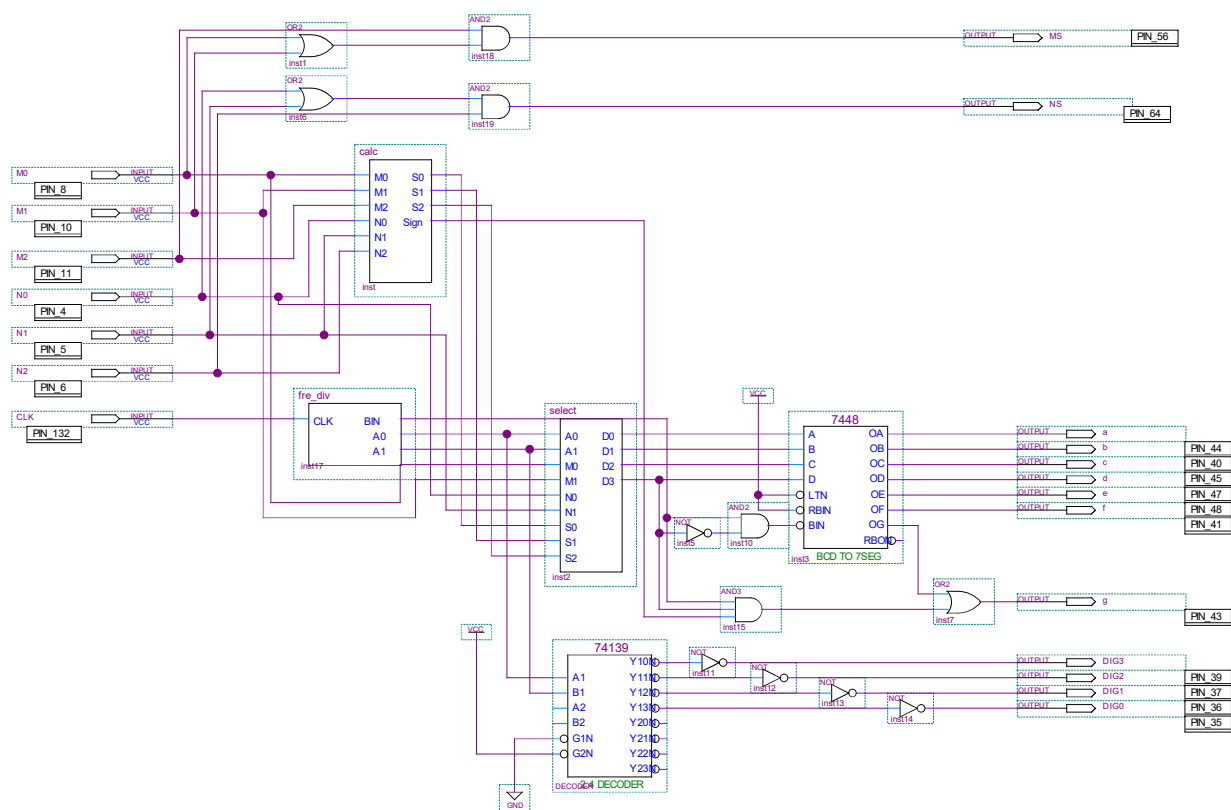 OR2
inst1
AND2
inst18
OUTPUT MS
PIN_56
OR2
inst6
AND2
inst19
OUTPUT NS
PIN_64
M0 INPUT
VCC
PIN_8
M1 INPUT
VCC
PIN_10
M2 INPUT
VCC
PIN_11
N0 INPUT
VCC
PIN_4
N1 INPUT
VCC
PIN_5
N2 INPUT
VCC
PIN_6
CLK INPUT
VCC
PIN_132
calc
M0 S0
M1 S1
M2 S2
N0 Sign
N1
N2
inst
fre_div
CLK BIN
A0
A1
inst17
select
A0 D0
A1 D1
M0 D2
M1 D3
N0
N1
S0
S1
S2
inst2
VCC
7448
A OA
B OB
C OC
D OD
LTN OE
RBIN OF
BIN OG
RBON
inst3 BCD TO 7SEG
NOT
inst5
AND2
inst10
AND3
inst15
OR2
inst7
OUTPUT a
OUTPUT b
PIN_44
OUTPUT c
PIN_40
OUTPUT d
PIN_45
OUTPUT e
PIN_47
OUTPUT f
PIN_48
PIN_41
OUTPUT g
PIN_43
VCC
74139
A1 Y10N
B1 Y11N
A2 Y12N
B2 Y13N
G1N Y20N
G2N Y21N
Y22N
Y23N
DECODER 2:4 DECODER
GND
NOT
inst11
NOT
inst12
NOT
inst13
NOT
inst14
OUTPUT DIG3
OUTPUT DIG2
PIN_39
OUTPUT DIG1
PIN_37
OUTPUT DIG0
PIN_36
PIN_35